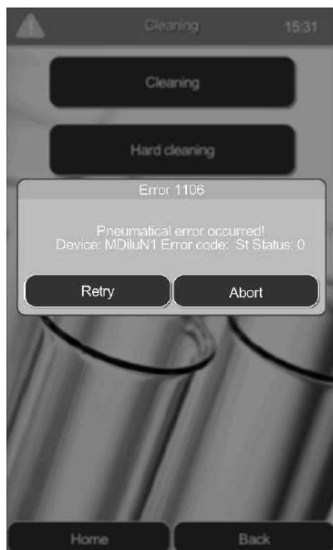 Cleaning
15:31
Cleaning
Hard cleaning
Error 1106
Pneumatical error occurred!
Device: MDiluN1 Error code: St Status: 0
Retry
Abort
Home
Back